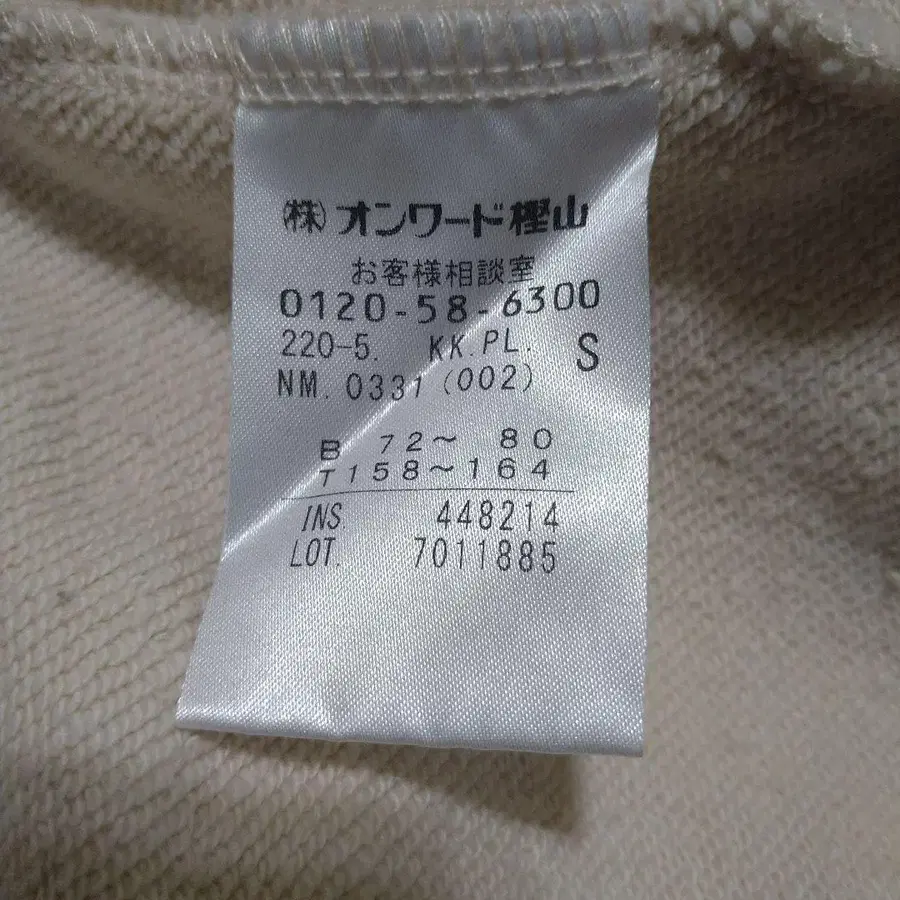 (株)オンワード樫山
お客様相談室
0120-58-6300
220-5. KK.PL. S
NM. 0331 (002)
B 72～ 80
T 158～164
INS 448214
LOT. 7011885